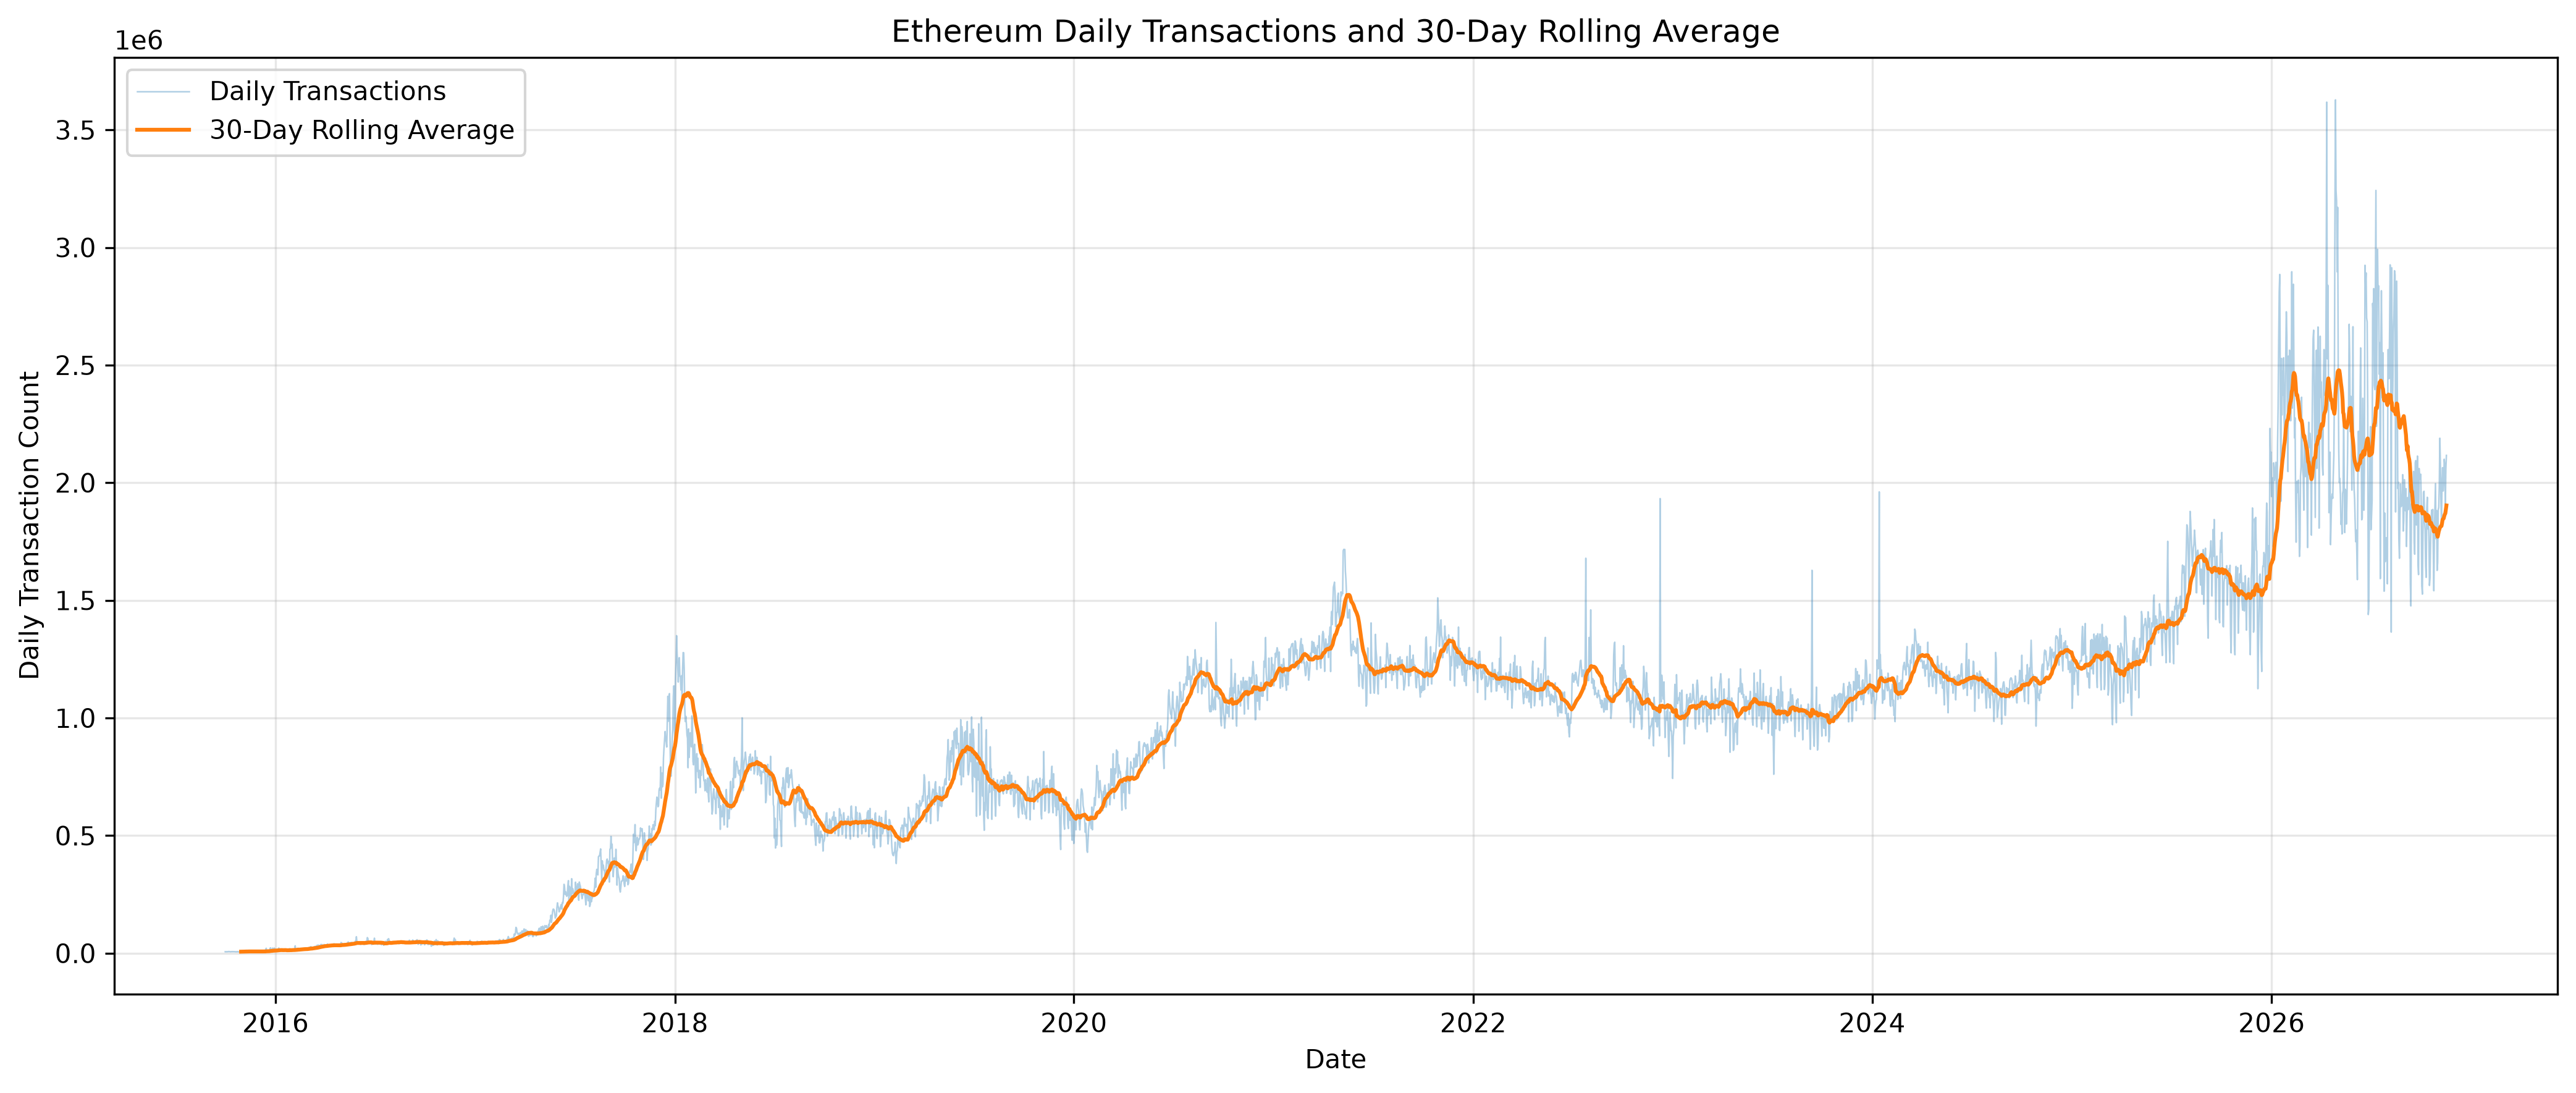 Ethereum Daily Transactions and 30-Day Rolling Average
1e6
Daily Transactions
30-Day Rolling Average
3.5
3.0
2.5
2.0
1.5
1.0
0.5
0.0
Daily Transaction Count
2016
2018
2020
2022
2024
2026
Date